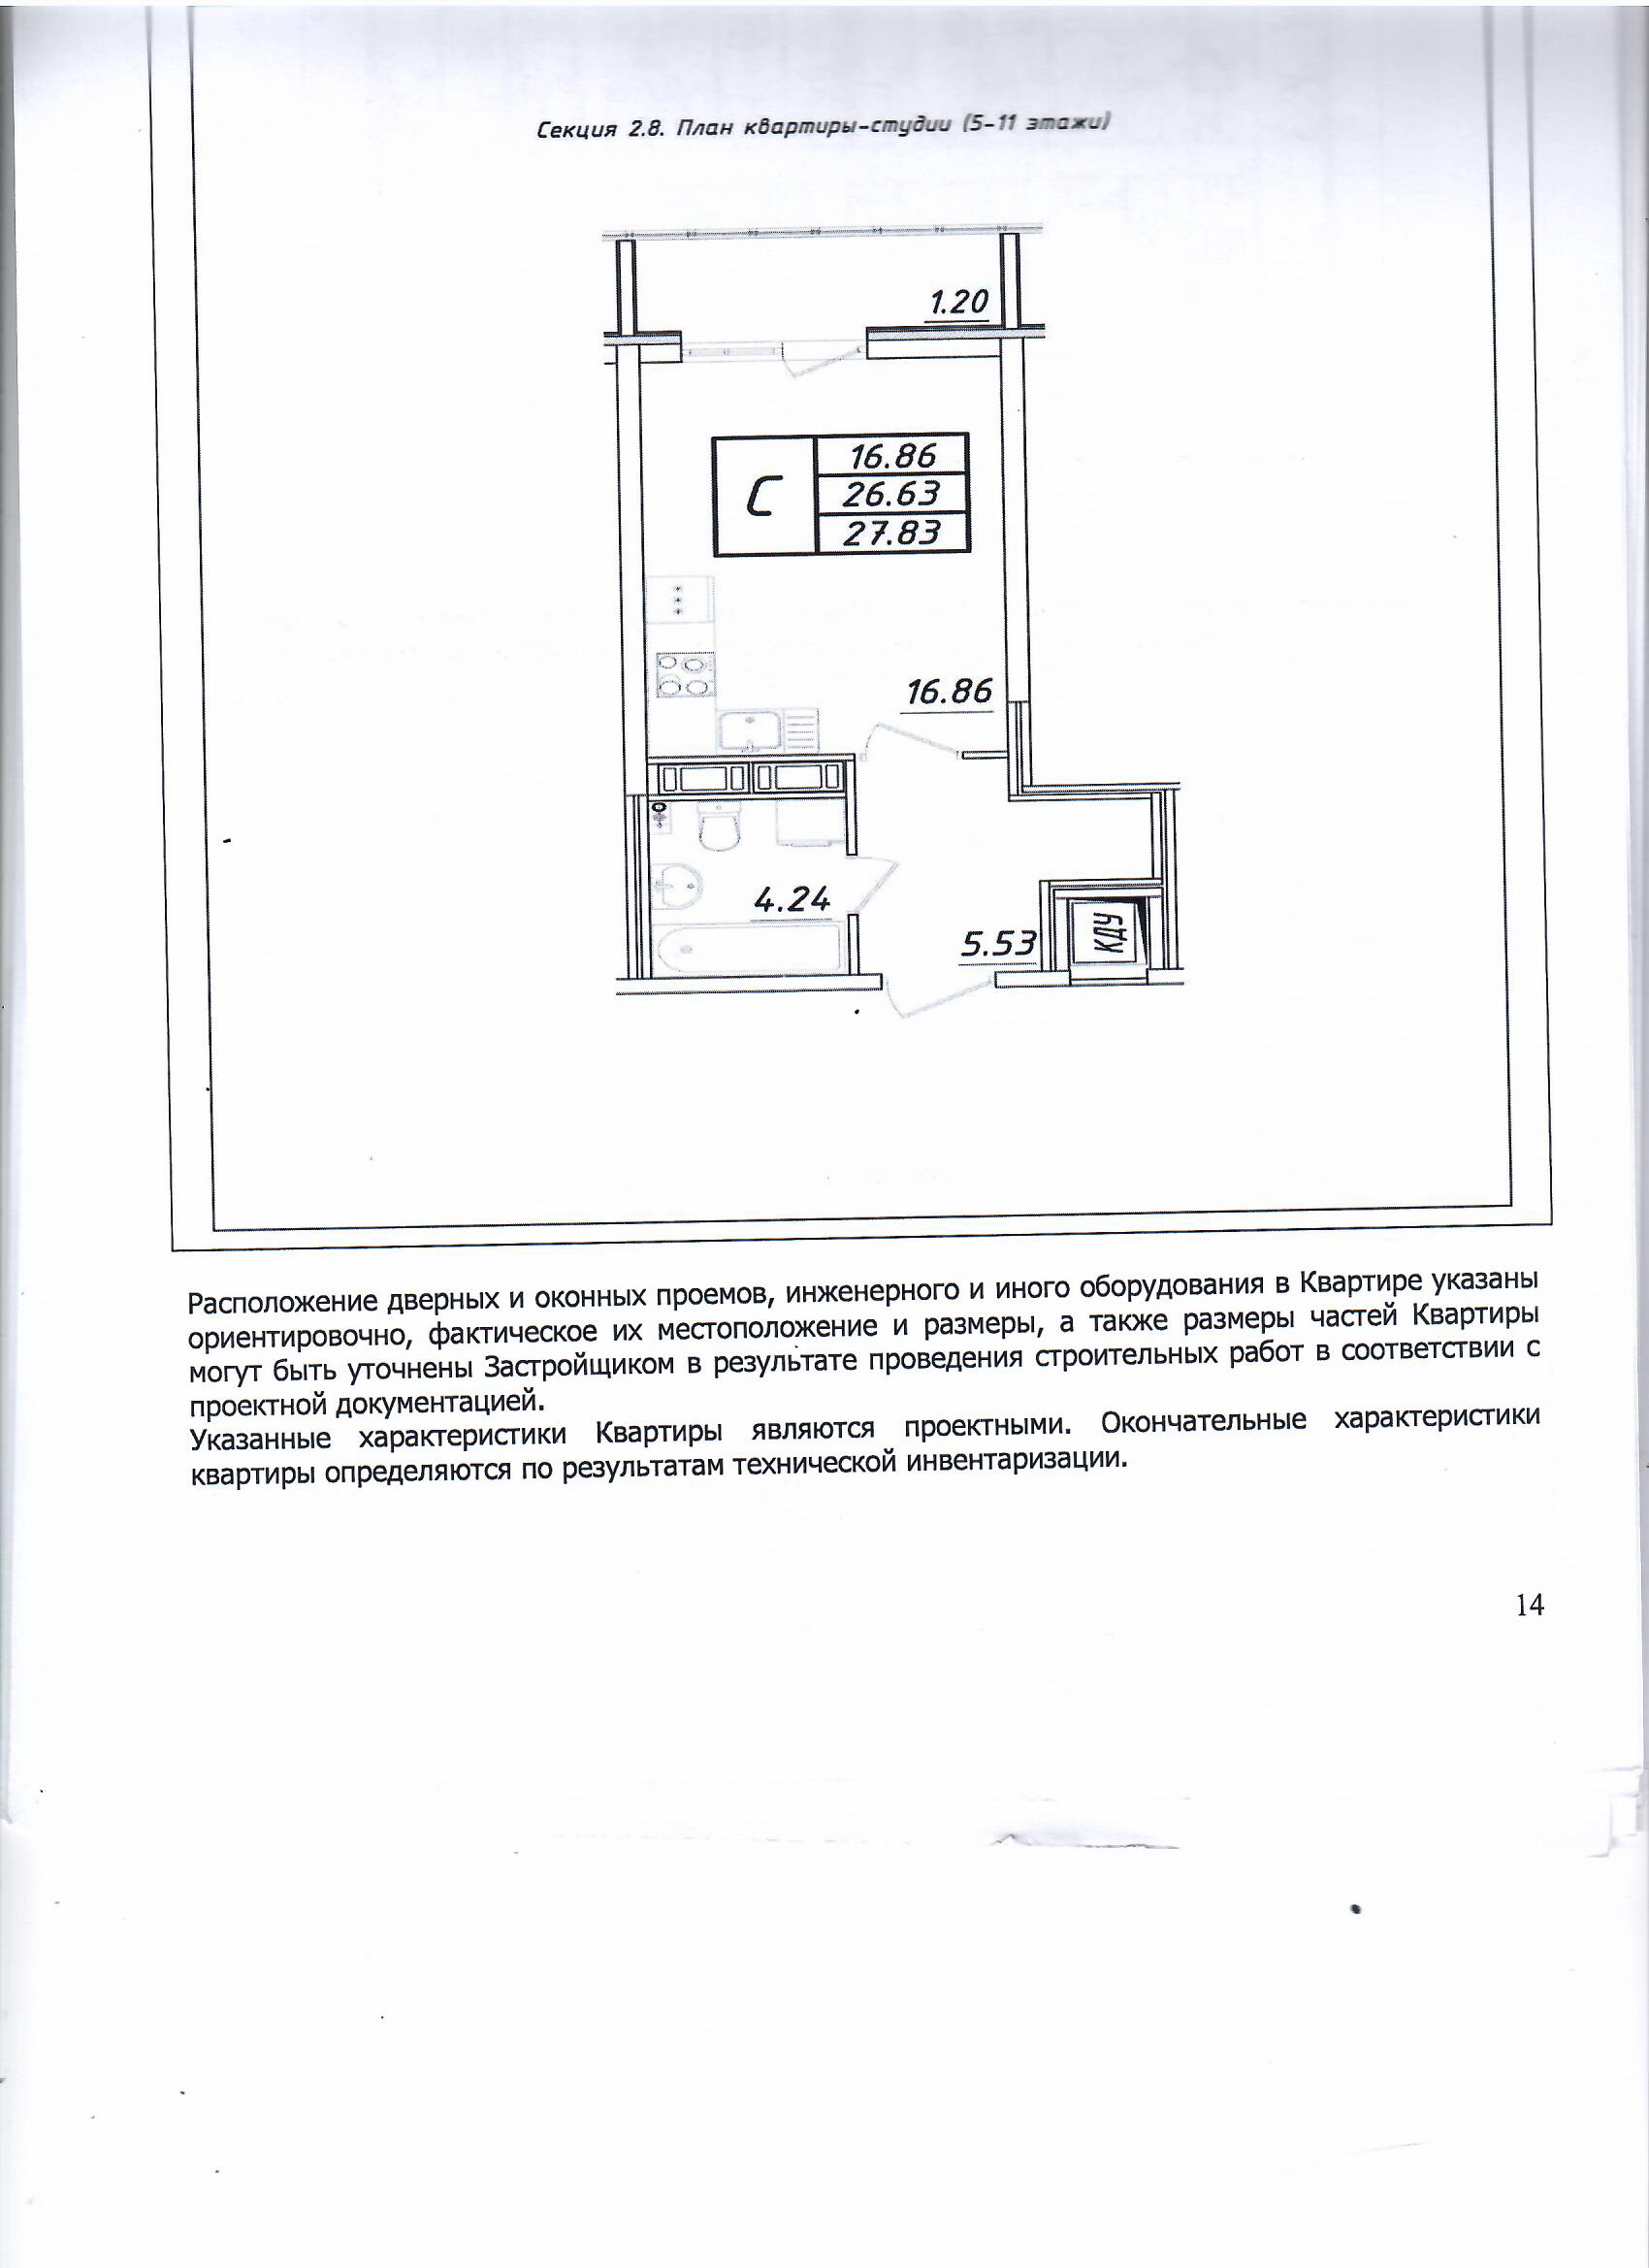 Секция 2.8. План квартиры-студии (5-11 этажи)
1.20
С
16.86
26.63
27.83
16.86
4.24
5.53
КДУ
Расположение дверных и оконных проемов, инженерного и иного оборудования в Квартире указаны
ориентировочно, фактическое их местоположение и размеры, а также размеры частей Квартиры
могут быть уточнены Застройщиком в результате проведения строительных работ в соответствии с
проектной документацией.
Указанные характеристики Квартиры являются проектными. Окончательные характеристики
квартиры определяются по результатам технической инвентаризации.
14